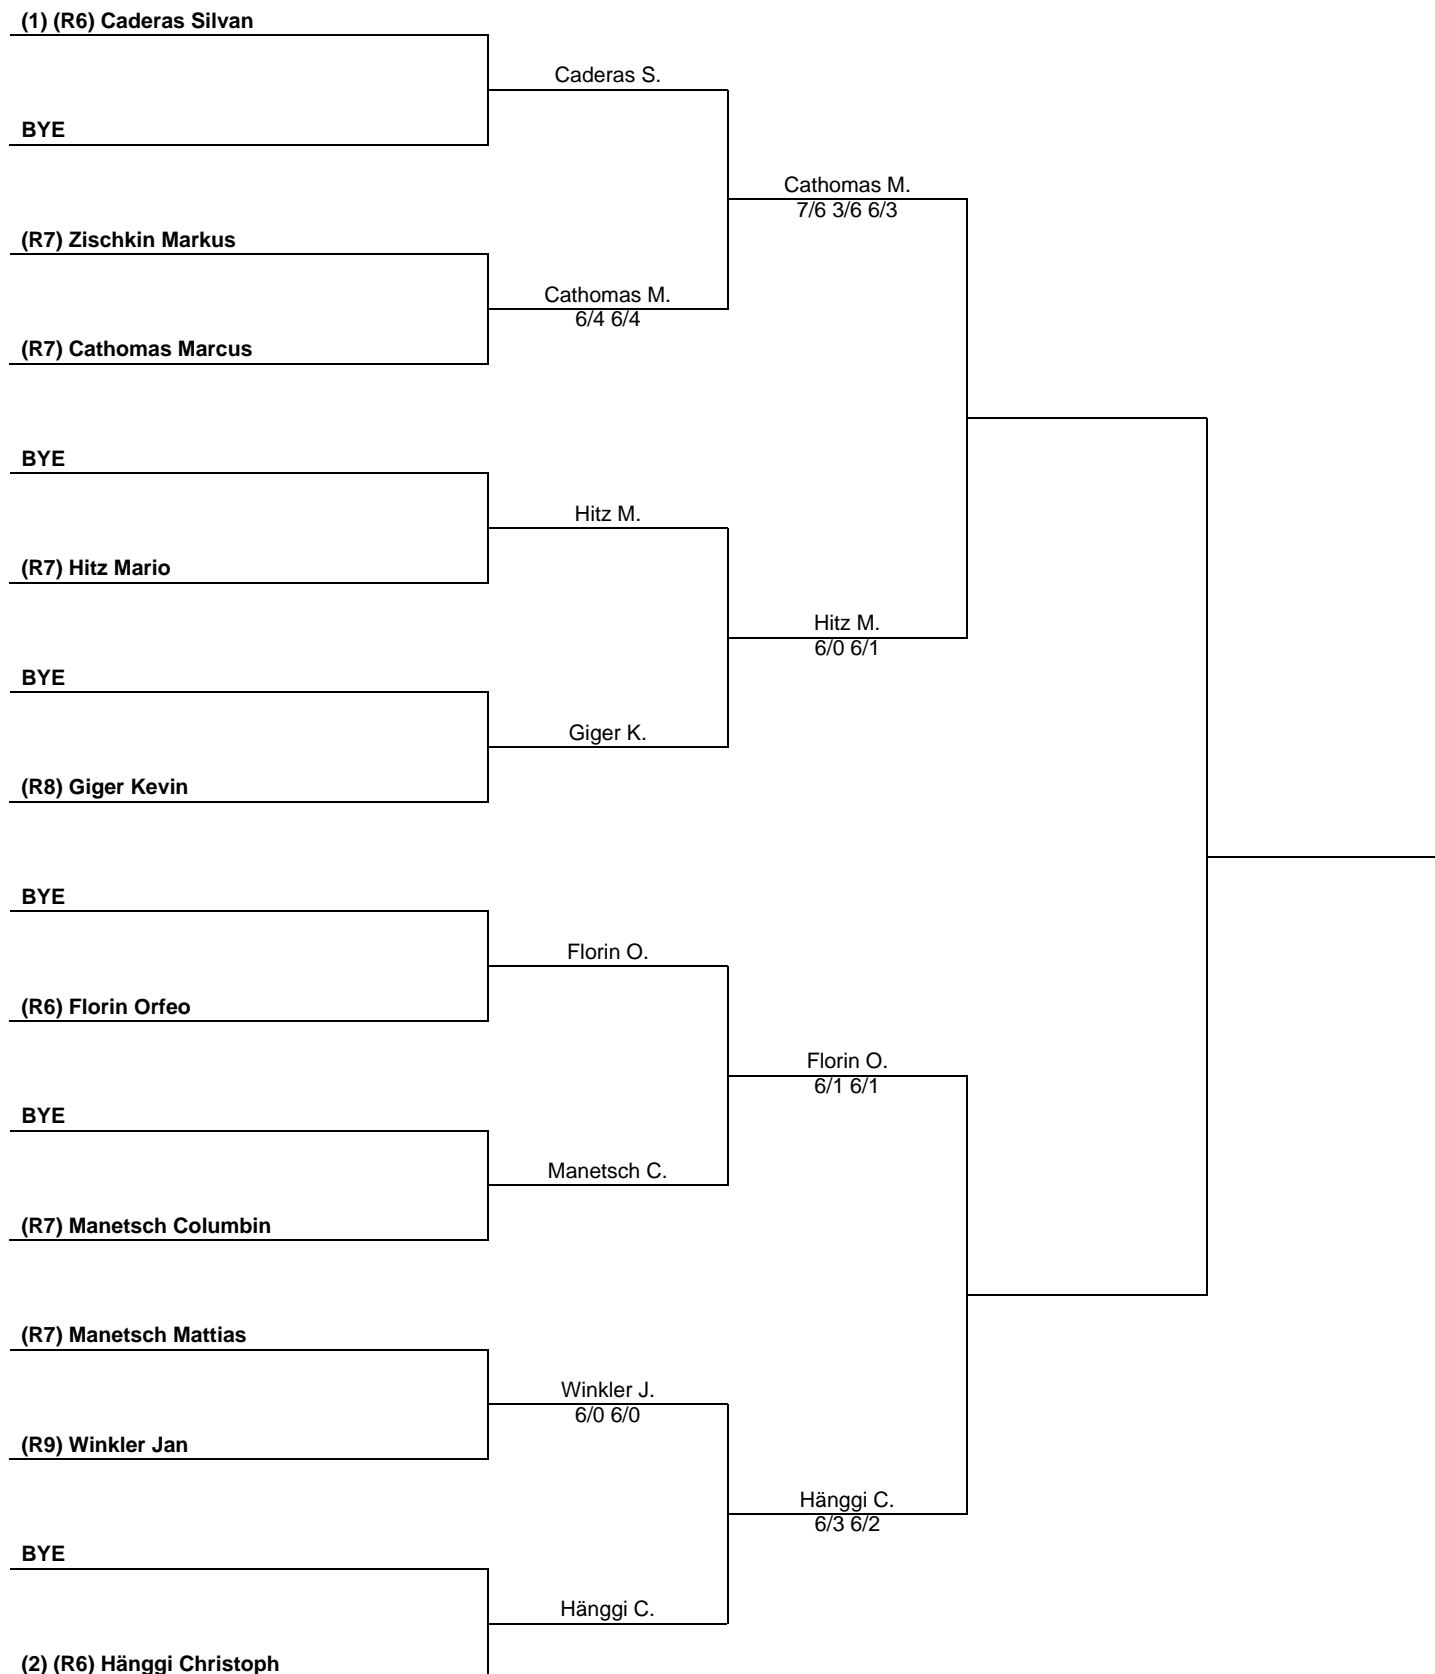 (1) (R6) Caderas Silvan
Caderas S.
BYE
Cathomas M.
7/6 3/6 6/3
(R7) Zischkin Markus
Cathomas M.
6/4 6/4
(R7) Cathomas Marcus
BYE
Hitz M.
(R7) Hitz Mario
Hitz M.
6/0 6/1
BYE
Giger K.
(R8) Giger Kevin
BYE
Florin O.
(R6) Florin Orfeo
Florin O.
6/1 6/1
BYE
Manetsch C.
(R7) Manetsch Columbin
(R7) Manetsch Mattias
Winkler J.
6/0 6/0
(R9) Winkler Jan
Hänggi C.
6/3 6/2
BYE
Hänggi C.
(2) (R6) Hänggi Christoph